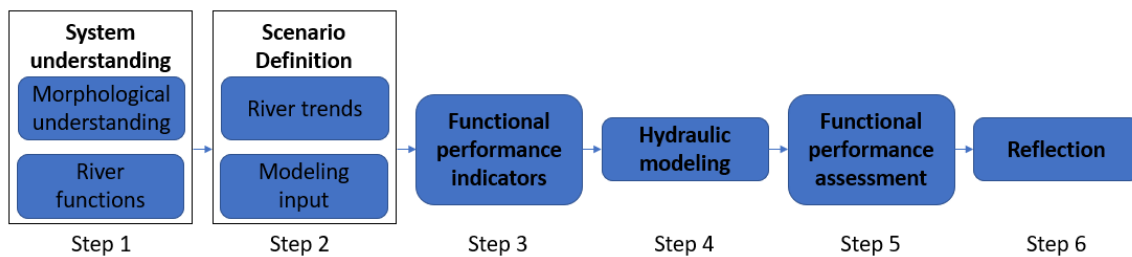 System
understanding
Morphological
understanding
River
functions
Step 1
Scenario
Definition
River trends
Modeling
input
Step 2
Functional
performance
indicators
Step 3
Hydraulic
modeling
Step 4
Functional
performance
assessment
Step 5
Reflection
Step 6